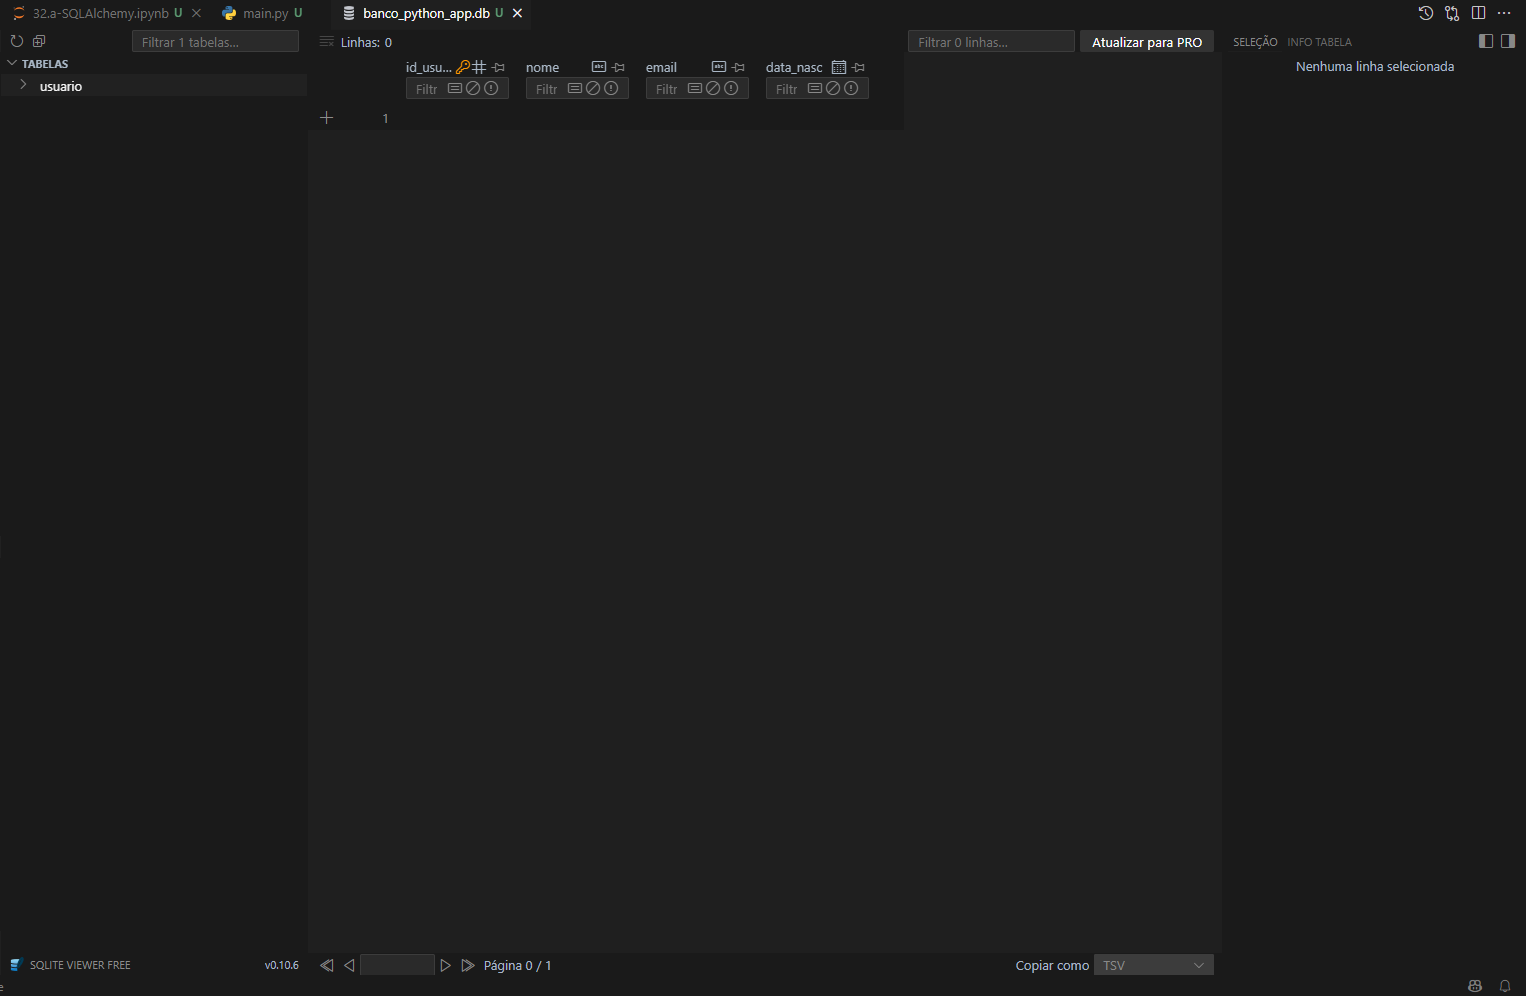 32.a-SQLAlchemy.ipynb U main.py U banco_python_app.db U
Filtrar 1 tabelas... Linhas: 0 Filtrar 0 linhas... Atualizar para PRO SELEÇÃO INFO TABELA
TABELAS
id_usu... nome email data_nasc
Nenhuma linha selecionada
usuario
Filtr Filtr Filtr Filtr
1
SQLITE VIEWER FREE v0.10.6 Página 0 / 1 Copiar como TSV